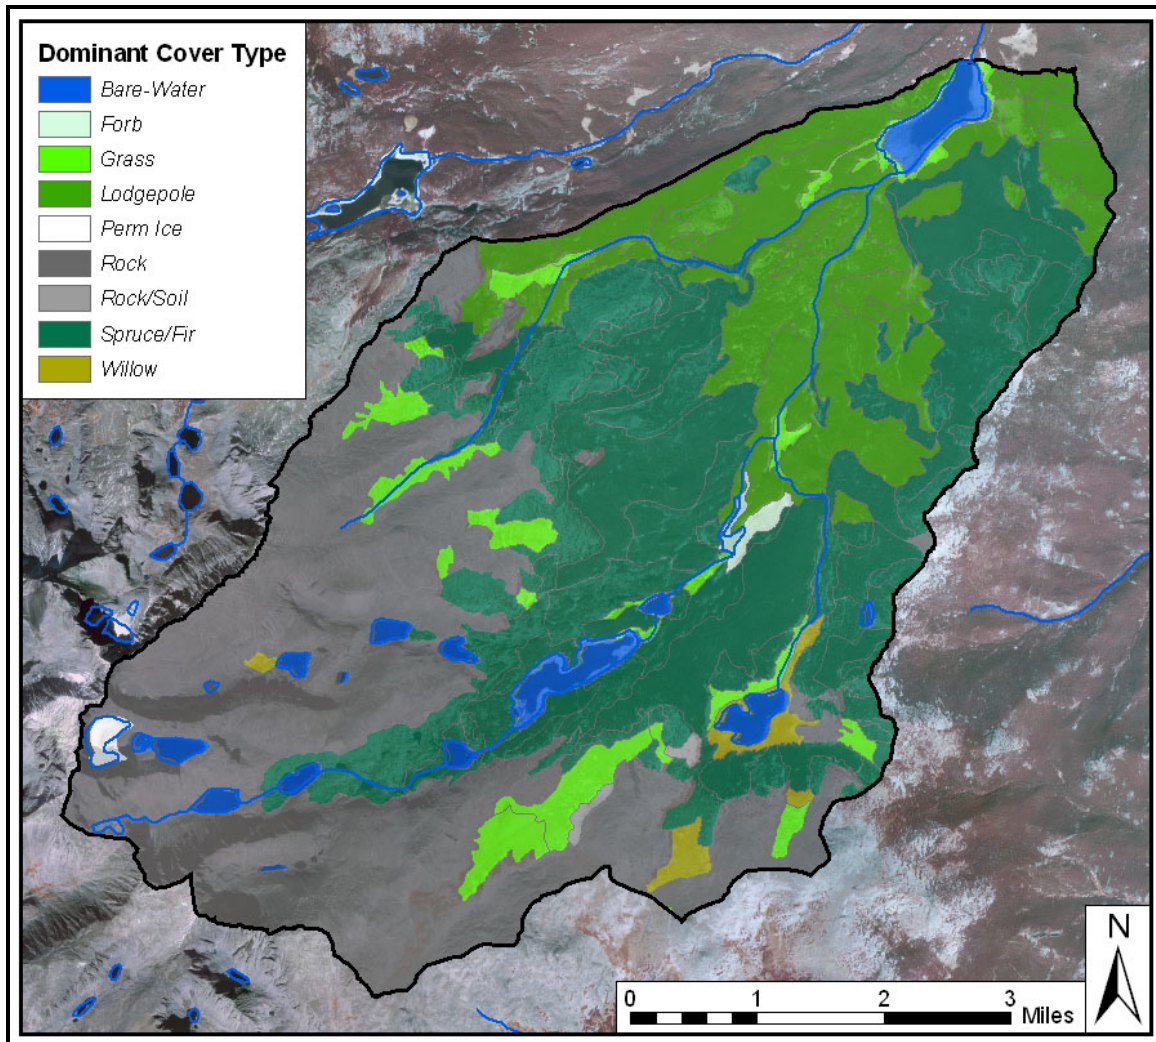 Dominant Cover Type
Bare-Water
Forb
Grass
Lodgepole
Perm Ice
Rock
Rock/Soil
Spruce/Fir
Willow
N
0 1 2 3
Miles